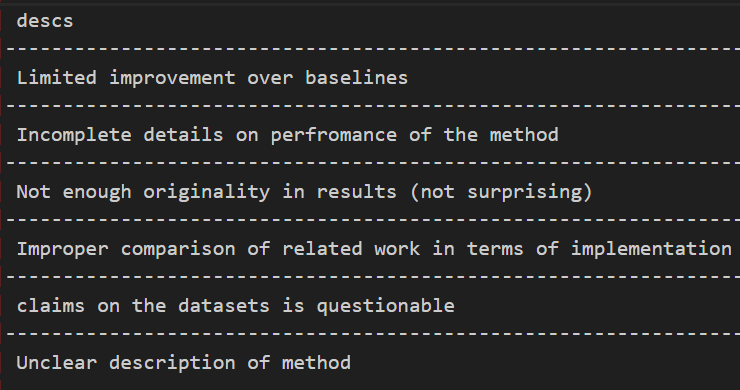 descs
--------------------------------------------------------------
Limited improvement over baselines
--------------------------------------------------------------
Incomplete details on perfromance of the method
--------------------------------------------------------------
Not enough originality in results (not surprising)
--------------------------------------------------------------
Improper comparison of related work in terms of implementation
--------------------------------------------------------------
claims on the datasets is questionable
--------------------------------------------------------------
Unclear description of method